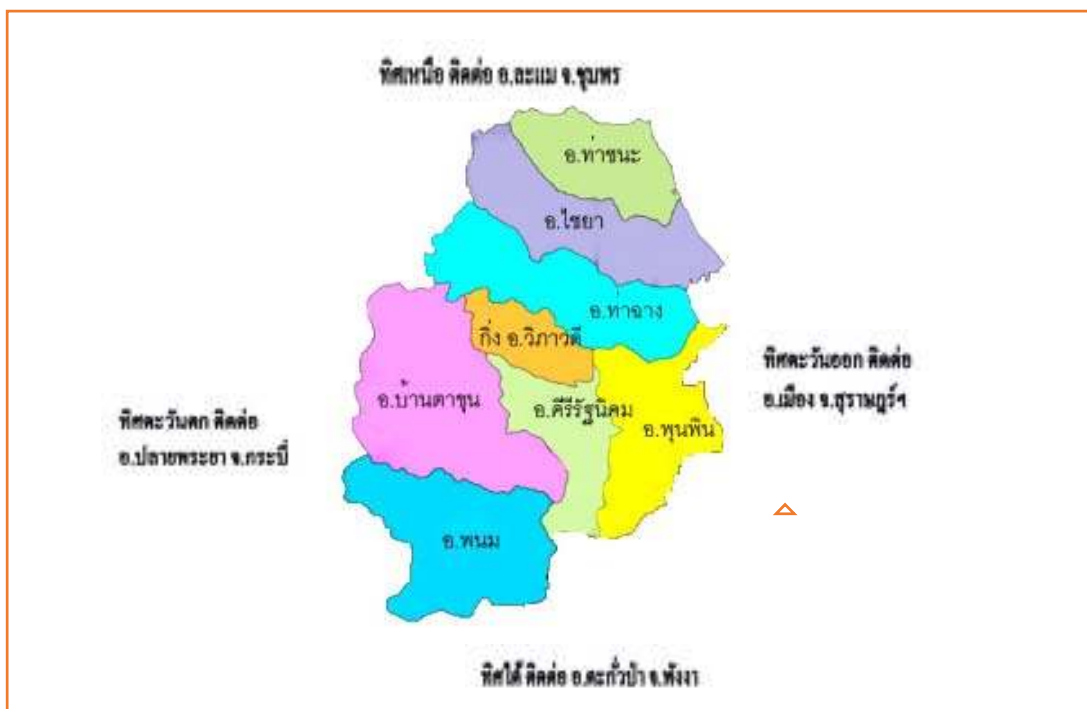 ทิศเหนือ ติดต่อ อ.ละแม จ.ชุมพร
อ.ท่าชนะ
อ.ไชยา
อ.ท่าฉาง
กิ่ง อ.วิภาวดี
อ.บ้านตาขุน
อ.คีรีรัฐนิคม
อ.พุนพิน
อ.พนม
ทิศตะวันออก ติดต่อ
อ.เมือง จ.สุราษฎร์ฯ
ทิศตะวันตก ติดต่อ
อ.ปลายพระยา จ.กระบี่
ทิศใต้ ติดต่อ อ.ตะกั่วป่า จ.พังงา